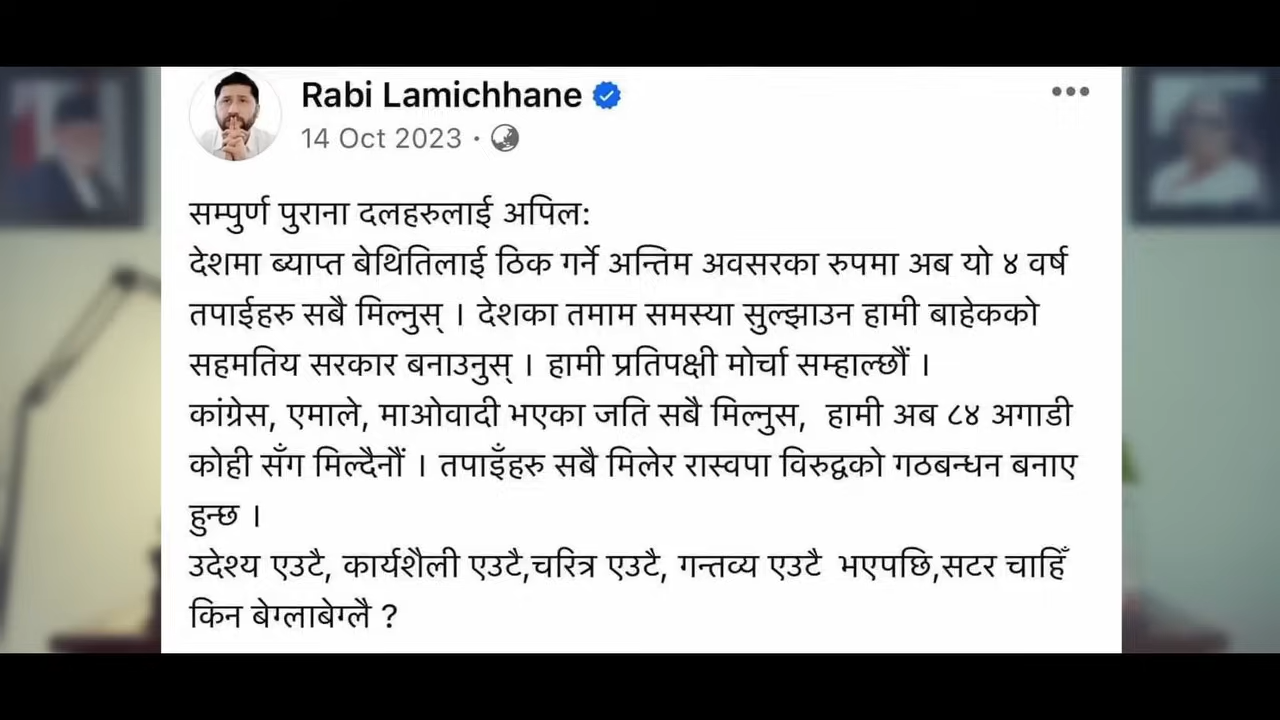 Rabi Lamichhane
14 Oct 2023 ·
सम्पुर्ण पुराना दलहरुलाई अपिल:
देशमा ब्याप्त बेथितिलाई ठिक गर्ने अन्तिम अवसरका रुपमा अब यो ४ वर्ष
तपाईहरु सबै मिल्नुस् । देशका तमाम समस्या सुल्झाउन हामी बाहेकको
सहमतिय सरकार बनाउनुस् । हामी प्रतिपक्षी मोर्चा सम्हाल्छौं ।
कांग्रेस, एमाले, माओवादी भएका जति सबै मिल्नुस, हामी अब ८४ अगाडी
कोही सँग मिल्दैनौं । तपाइँहरु सबै मिलेर रास्वपा विरुद्वको गठबन्धन बनाए
हुन्छ ।
उदेश्य एउटै, कार्यशैली एउटै,चरित्र एउटै, गन्तव्य एउटै भएपछि,सटर चाहिँ
किन बेग्लाबेग्लै ?